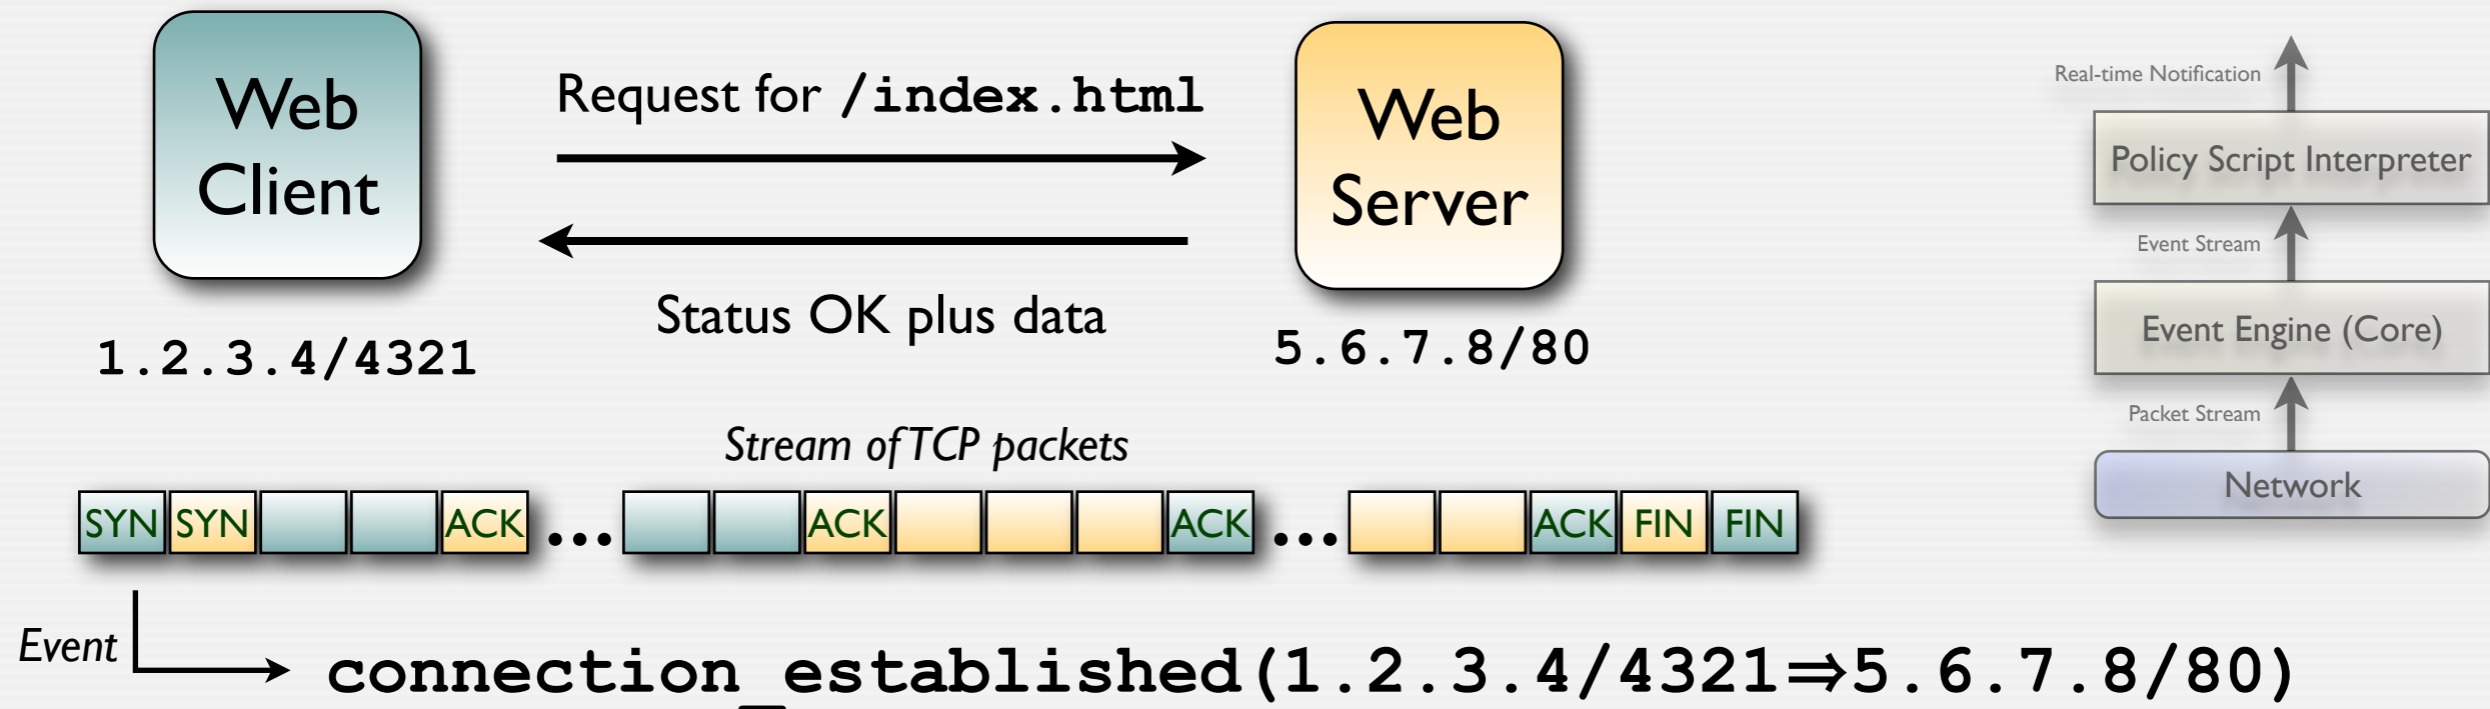 Web
Client
Request for /index.html
Web
Server
Status OK plus data
1.2.3.4/4321
5.6.7.8/80
Real-time Notification
Policy Script Interpreter
Event Stream
Event Engine (Core)
Packet Stream
Network
Stream of TCP packets
SYN SYN ACK ... ACK ACK ... ACK FIN FIN
Event
connection_established(1.2.3.4/4321⇒5.6.7.8/80)